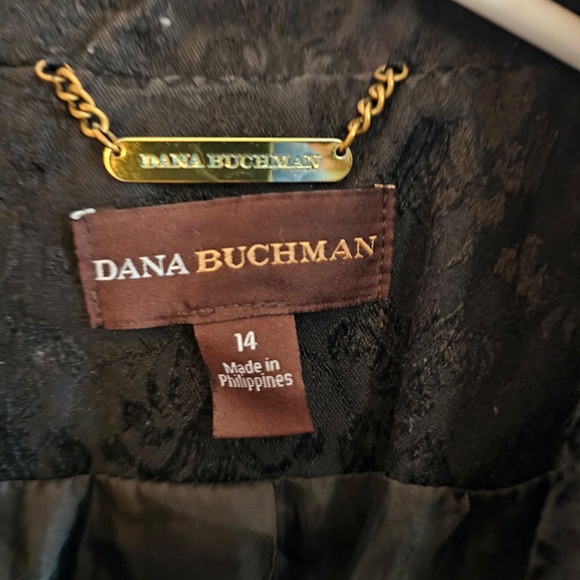 DANA BUCHMAN
DANA BUCHMAN
14
Made in
Philippines